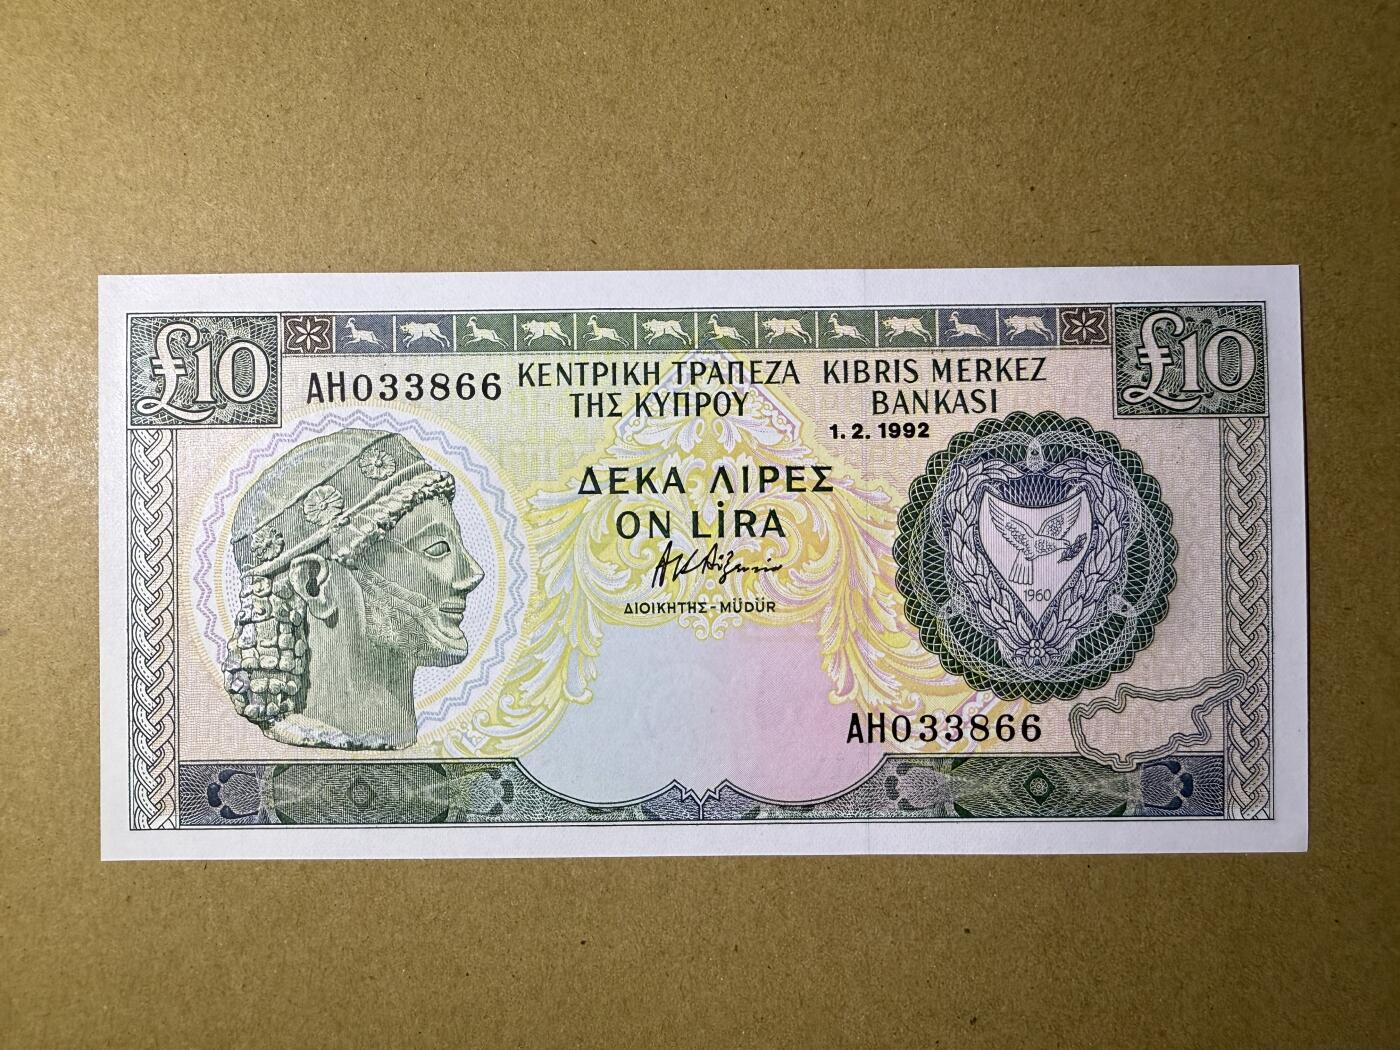 £10
£10
AH033866
ΚΕΝΤΡΙΚΗ ΤΡΑΠΕΖΑ
ΤΗΣ ΚΥΠΡΟΥ
KIBRIS MERKEZ
BANKASI
1.2.1992
ΔΕΚΑ ΛΙΡΕΣ
ON LİRA
ΔΙΟΙΚΗΤΗΣ-MÜDÜR
1960
AH033866